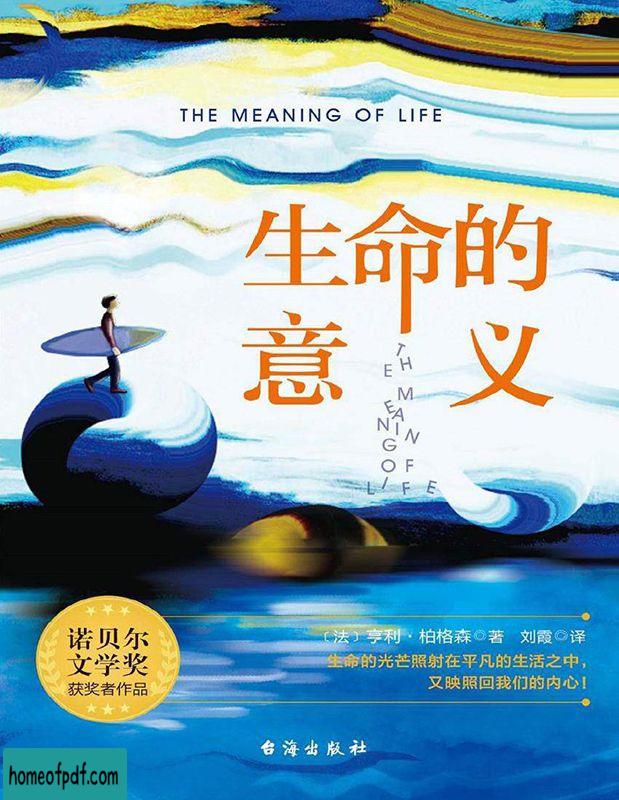 THE MEANING OF LIFE
生命的
意义
TH
E M
EANING
OF
LIFE
诺贝尔
文学奖
获奖者作品
〔法〕亨利·柏格森◎著 刘霞◎译
生命的光芒照射在平凡的生活之中，
又映照回我们的内心！
台海出版社
homeofpdf.com